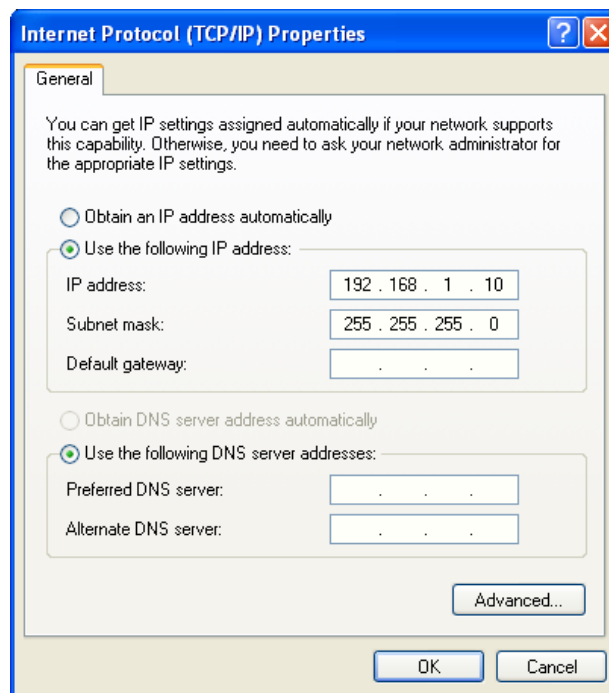 Internet Protocol (TCP/IP) Properties
General
You can get IP settings assigned automatically if your network supports
this capability. Otherwise, you need to ask your network administrator for
the appropriate IP settings.
Obtain an IP address automatically
Use the following IP address:
IP address: 192 . 168 . 1 . 10
Subnet mask: 255 . 255 . 255 . 0
Default gateway: . . .
Obtain DNS server address automatically
Use the following DNS server addresses:
Preferred DNS server: . . .
Alternate DNS server: . . .
Advanced...
OK Cancel